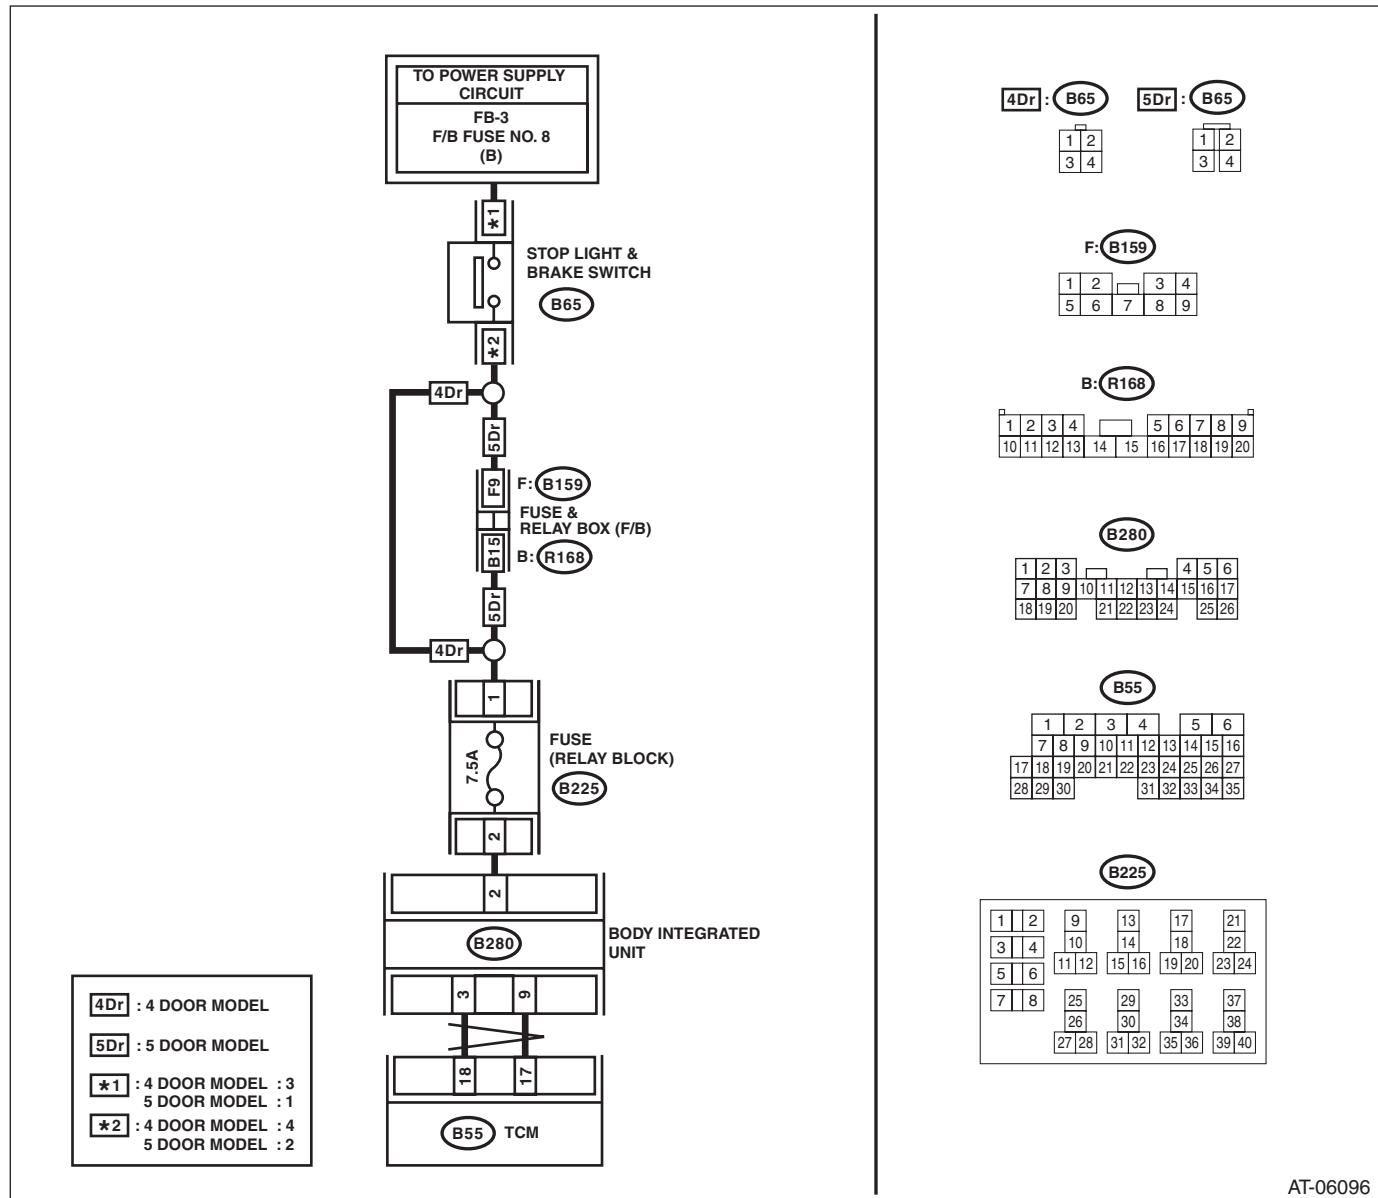 TO POWER SUPPLY
CIRCUIT
FB-3
F/B FUSE NO. 8
(B)
*1
STOP LIGHT &
BRAKE SWITCH
B65
*2
4Dr
5Dr
F9
F: B159
FUSE &
RELAY BOX (F/B)
B15
B: R168
5Dr
4Dr
1
7.5A
FUSE
(RELAY BLOCK)
B225
2
2
B280
BODY INTEGRATED
UNIT
3 9
18 17
B55 TCM
4Dr : 4 DOOR MODEL
5Dr : 5 DOOR MODEL
*1 : 4 DOOR MODEL : 3
5 DOOR MODEL : 1
*2 : 4 DOOR MODEL : 4
5 DOOR MODEL : 2
4Dr : B65 5Dr : B65
1 2 1 2
3 4 3 4
F: B159
1 2 3 4
5 6 7 8 9
B: R168
1 2 3 4 5 6 7 8 9
10 11 12 13 14 15 16 17 18 19 20
B280
1 2 3 4 5 6
7 8 9 10 11 12 13 14 15 16 17
18 19 20 21 22 23 24 25 26
B55
1 2 3 4 5 6
7 8 9 10 11 12 13 14 15 16
17 18 19 20 21 22 23 24 25 26 27
28 29 30 31 32 33 34 35
B225
1 2 9 13 17 21
3 4 10 14 18 22
5 6 11 12 15 16 19 20 23 24
7 8 25 29 33 37
26 30 34 38
27 28 31 32 35 36 39 40
AT-06096